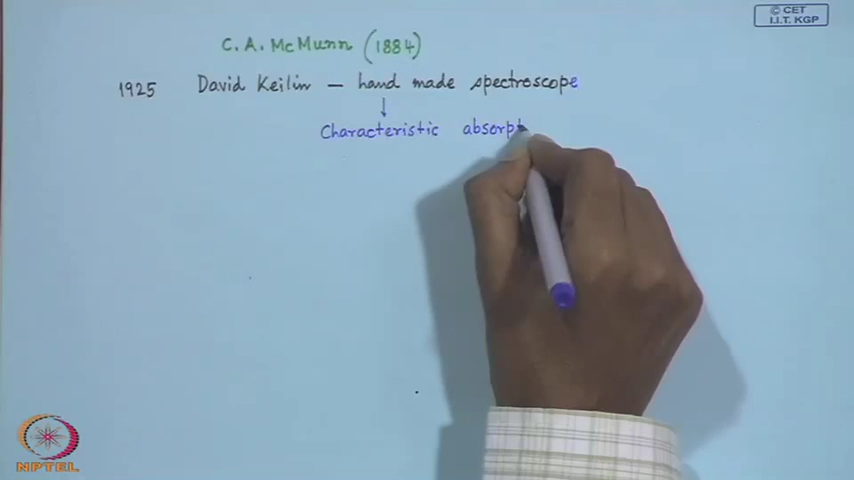 © CET
I.I.T. KGP
C. A. McMunn (1884)
1925 David Keilin – hand made spectroscope
Characteristic absorpt
NPTEL